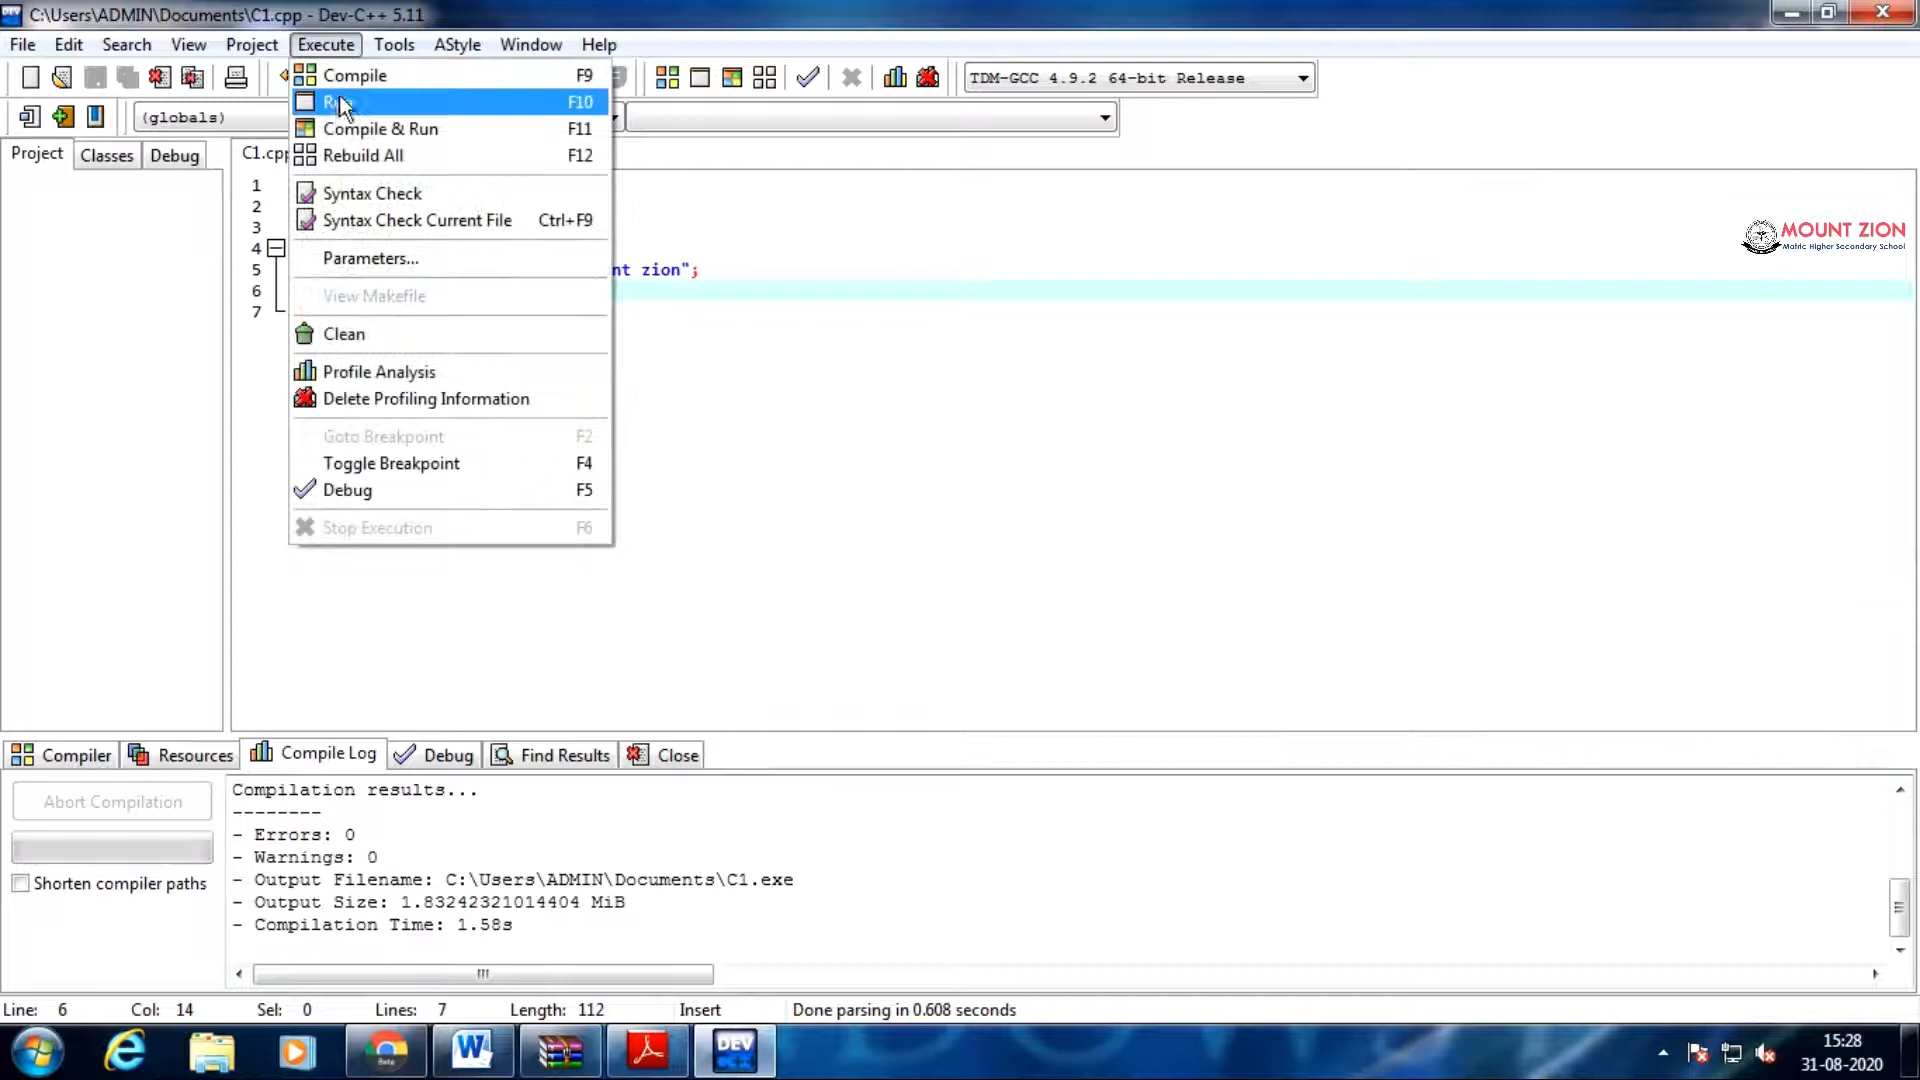 C:\Users\ADMIN\Documents\C1.cpp - Dev-C++ 5.11
File Edit Search View Project Execute Tools AStyle Window Help
TDM-GCC 4.9.2 64-bit Release
(globals)
Project Classes Debug
C1.cpp
Compile F9
Run F10
Compile & Run F11
Rebuild All F12
Syntax Check
Syntax Check Current File Ctrl+F9
Parameters...
View Makefile
Clean
Profile Analysis
Delete Profiling Information
Goto Breakpoint F2
Toggle Breakpoint F4
Debug F5
Stop Execution F6
1
2
3
4
5 nt zion";
6
7
MOUNT ZION
Matric Higher Secondary School
Compiler Resources Compile Log Debug Find Results Close
Abort Compilation
Shorten compiler paths
Compilation results...
--------
- Errors: 0
- Warnings: 0
- Output Filename: C:\Users\ADMIN\Documents\C1.exe
- Output Size: 1.83242321014404 MiB
- Compilation Time: 1.58s
Line: 6 Col: 14 Sel: 0 Lines: 7 Length: 112 Insert Done parsing in 0.608 seconds
Beta
DEV
15:28
31-08-2020